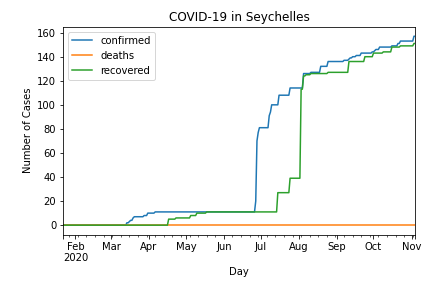 COVID-19 in Seychelles
confirmed
deaths
recovered
Number of Cases
160
140
120
100
80
60
40
20
0
Feb Mar Apr May Jun Jul Aug Sep Oct Nov
2020
Day